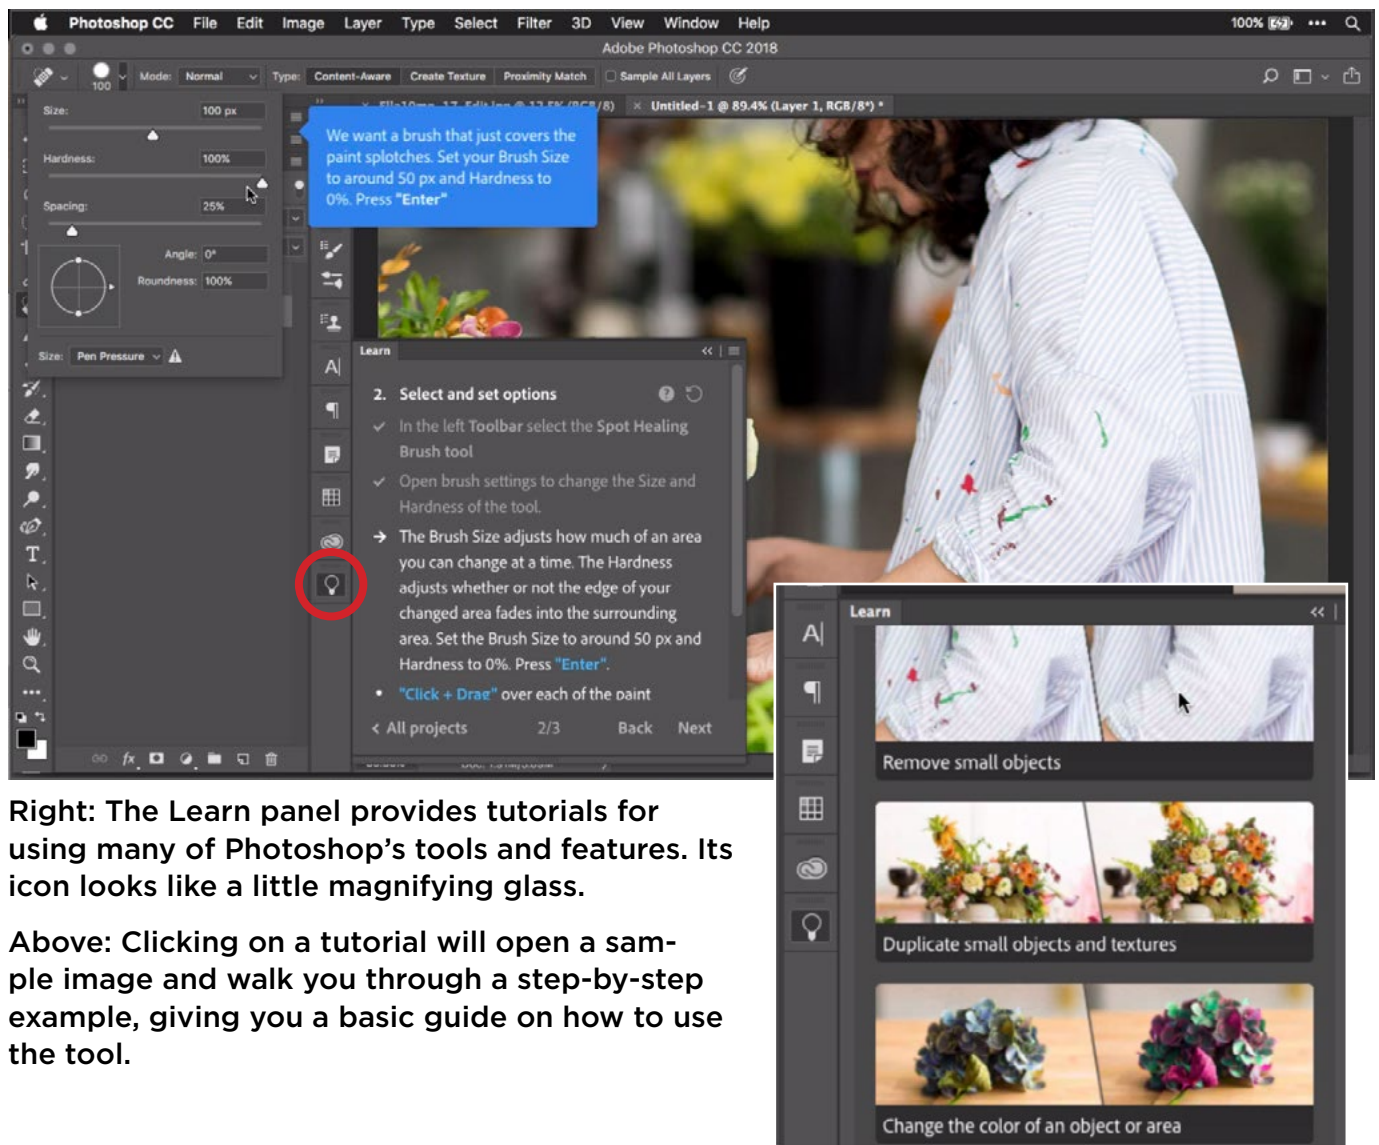 Photoshop CC File Edit Image Layer Type Select Filter 3D View Window Help 100%
Adobe Photoshop CC 2018
100 Mode: Normal Type: Content-Aware Create Texture Proximity Match Sample All Layers
Untitled-1 @ 89.4% (Layer 1, RGB/8*) *
Size: 100 px
Hardness: 100%
Spacing: 25%
Angle: 0°
Roundness: 100%
Size: Pen Pressure
We want a brush that just covers the
paint splotches. Set your Brush Size
to around 50 px and Hardness to
0%. Press "Enter"
Learn
2. Select and set options
In the left Toolbar select the Spot Healing
Brush tool
Open brush settings to change the Size and
Hardness of the tool.
The Brush Size adjusts how much of an area
you can change at a time. The Hardness
adjusts whether or not the edge of your
changed area fades into the surrounding
area. Set the Brush Size to around 50 px and
Hardness to 0%. Press "Enter".
• "Click + Drag" over each of the paint
< All projects 2/3 Back Next
Learn
Remove small objects
Duplicate small objects and textures
Change the color of an object or area
Right: The Learn panel provides tutorials for
using many of Photoshop's tools and features. Its
icon looks like a little magnifying glass.
Above: Clicking on a tutorial will open a sam-
ple image and walk you through a step-by-step
example, giving you a basic guide on how to use
the tool.